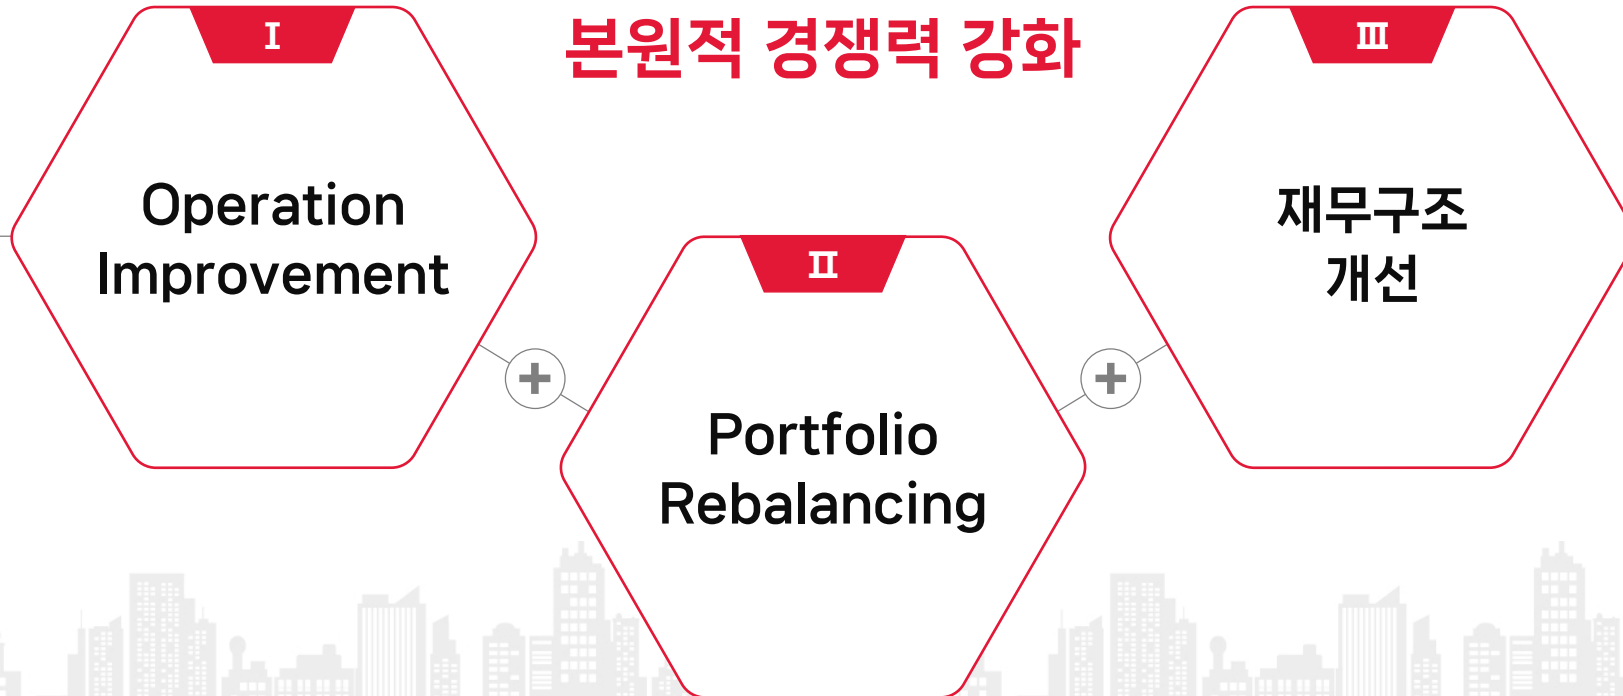 본원적 경쟁력 강화
Ⅰ
Operation
Improvement
Ⅱ
Portfolio
Rebalancing
Ⅲ
재무구조
개선